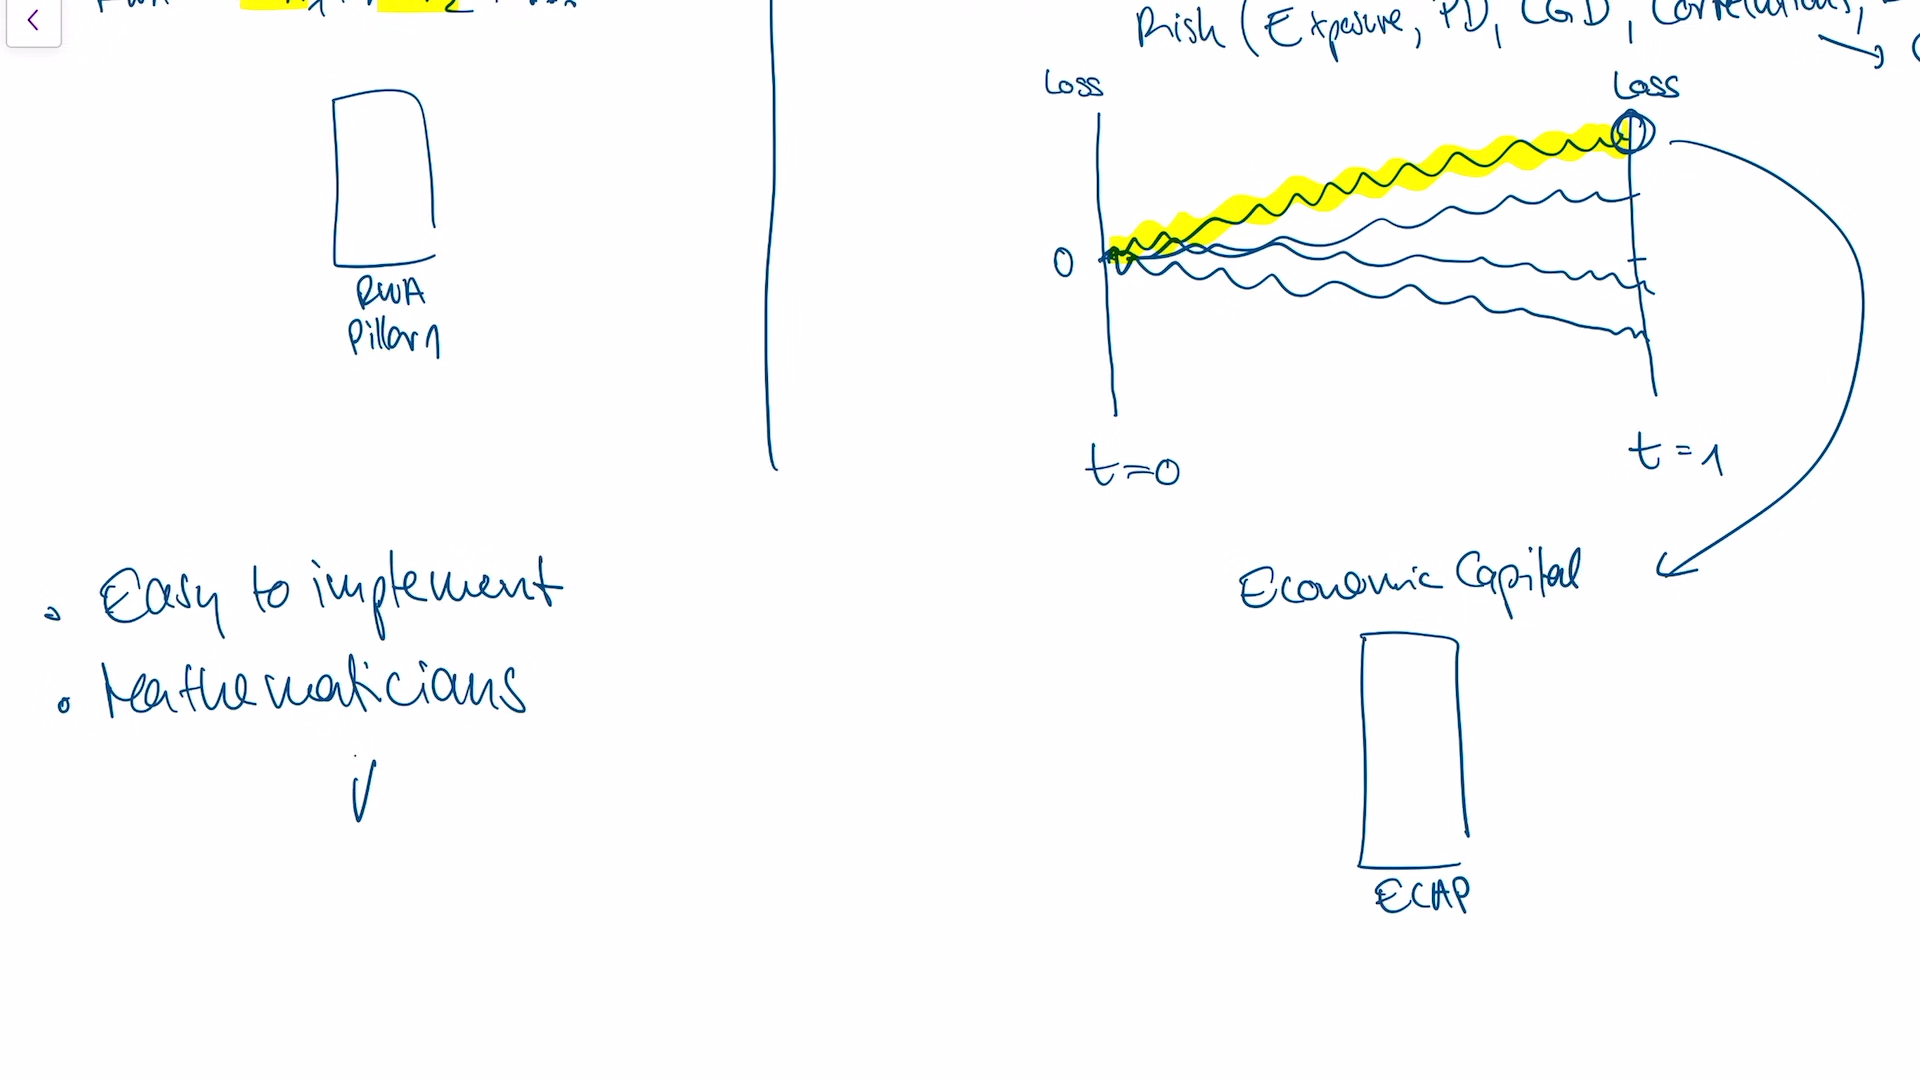 Risk (Exposure, PD, LGD, Correlations,
Loss
Loss
0
RWA
Pillar 1
t=0
t=1
• Easy to implement
• Mathematicians
Economic Capital
ECAP